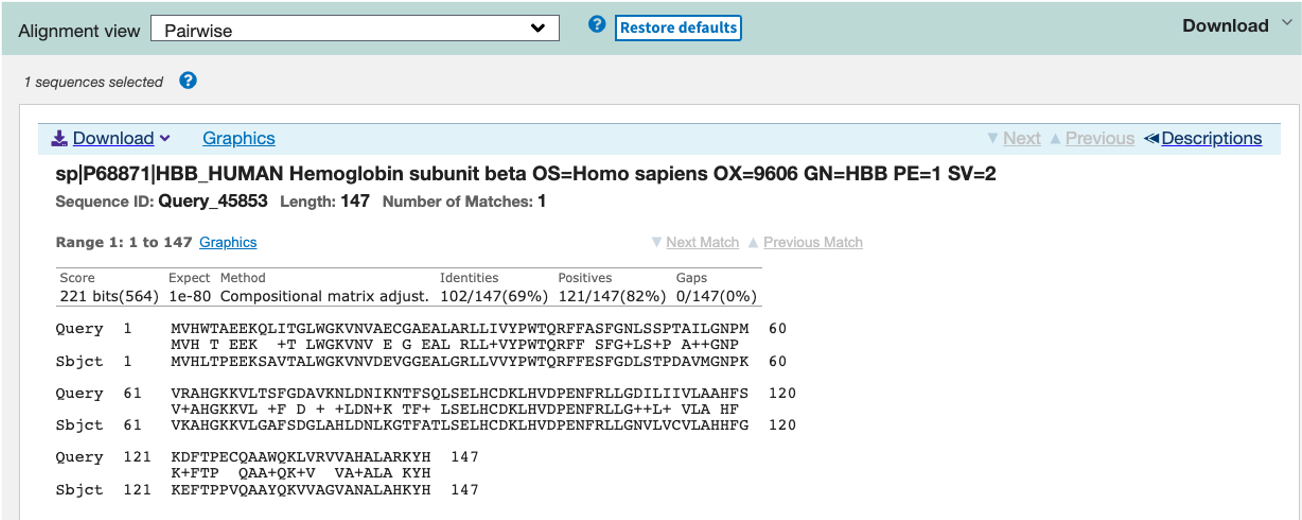 Alignment view Pairwise ? Restore defaults Download
1 sequences selected ?
Download Graphics Next Previous Descriptions
sp|P68871|HBB_HUMAN Hemoglobin subunit beta OS=Homo sapiens OX=9606 GN=HBB PE=1 SV=2
Sequence ID: Query_45853 Length: 147 Number of Matches: 1
Range 1: 1 to 147 Graphics Next Match Previous Match
Score Expect Method Identities Positives Gaps
221 bits(564) 1e-80 Compositional matrix adjust. 102/147(69%) 121/147(82%) 0/147(0%)
Query 1 MVHWTAEEKQLITGLWGKVNVAECGAEALARLLIVYPWTQRFFASFGNLSSPTAILGNPM 60
MVH T EEK  +T LWGKVNV E G EAL RLL+VYPWTQRFF SFG+LS+P A++GNP
Sbjct 1 MVHLTPEEKSAVTALWGKVNVDEVGGEALGRLLVVYPWTQRFFESFGDLSTPDAVMGNPK 60
Query 61 VRAHGKKVLTSFGDAVKNLDNIKNTFSQLSELHCDKLHVDPENFRLLGDILIIVLAAHFS 120
V+AHGKKVL +F D + +LDN+K TF+ LSELHCDKLHVDPENFRLLG++L+ VLA HF
Sbjct 61 VKAHGKKVLGAFSDGLAHLDNLKGTFATLSELHCDKLHVDPENFRLLGNVLVCVLAHHFG 120
Query 121 KDFTPECQAAWQKLVRVVAHALARKYH 147
K+FTP  QAA+QK+V  VA+ALA KYH
Sbjct 121 KEFTPPVQAAYQKVVAGVANALAHKYH 147